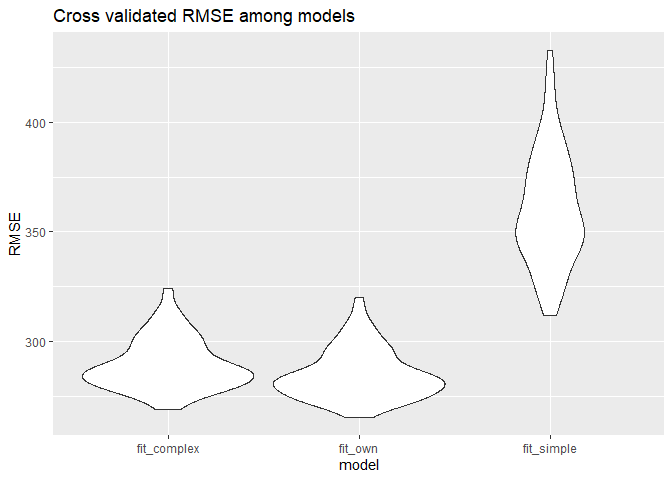 Cross validated RMSE among models
RMSE
400
350
300
fit_complex fit_own fit_simple
model